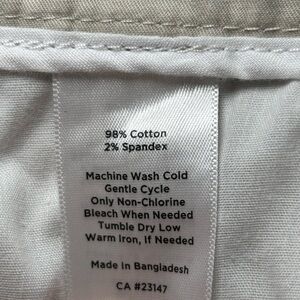 98% Cotton
2% Spandex
Machine Wash Cold
Gentle Cycle
Only Non-Chlorine
Bleach When Needed
Tumble Dry Low
Warm Iron, If Needed
Made in Bangladesh
CA #23147